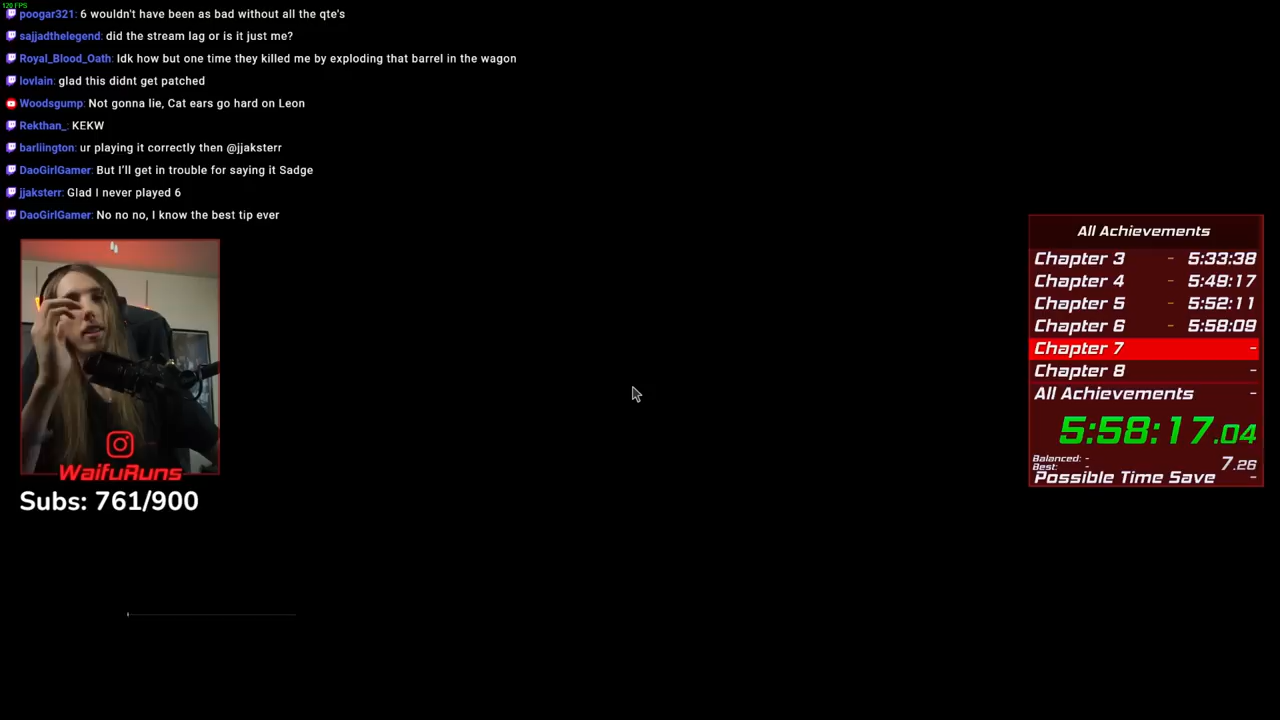 120 FPS
poogar321: 6 wouldn't have been as bad without all the qte's
sajjadthelegend: did the stream lag or is it just me?
Royal_Blood_Oath: Idk how but one time they killed me by exploding that barrel in the wagon
lovlain: glad this didnt get patched
Woodsgump: Not gonna lie, Cat ears go hard on Leon
Rekthan_: KEKW
barliington: ur playing it correctly then @jjaksterr
DaoGirlGamer: But I’ll get in trouble for saying it Sadge
jjaksterr: Glad I never played 6
DaoGirlGamer: No no no, I know the best tip ever
All Achievements
Chapter 3 - 5:33:38
Chapter 4 - 5:49:17
Chapter 5 - 5:52:11
Chapter 6 - 5:58:09
Chapter 7 -
Chapter 8 -
All Achievements -
5:58:17.04
Balanced: -
Best: -
7.26
Possible Time Save -
WaifuRuns
Subs: 761/900